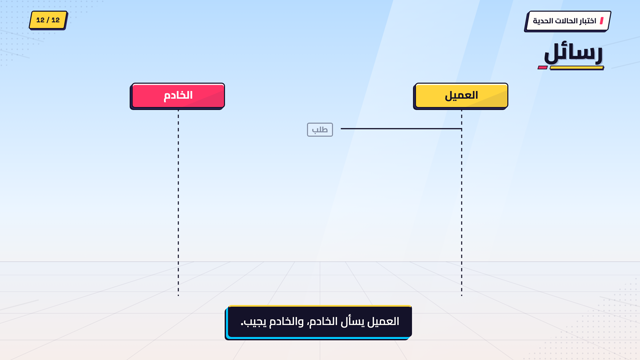 اختبار الحالات الحدية
12 / 12
رسائل
العميل
الخادم
طلب
العميل يسأل الخادم، والخادم يجيب.